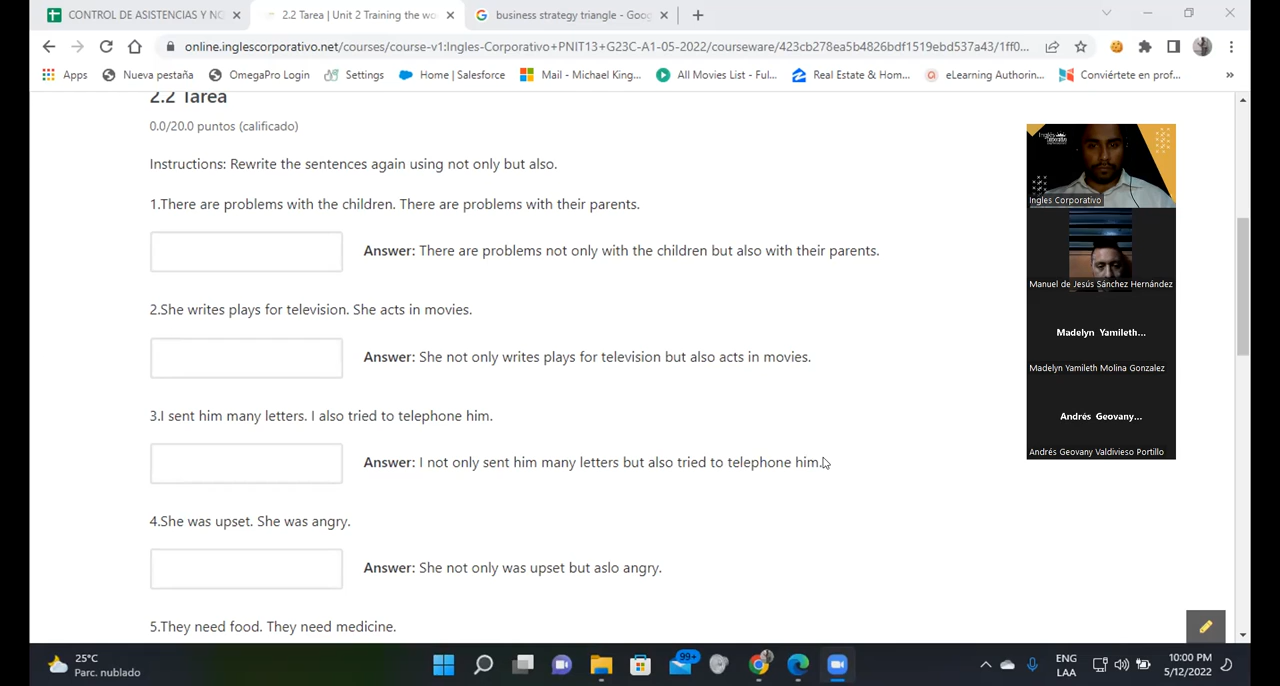 CONTROL DE ASISTENCIAS Y NO
2.2 Tarea | Unit 2 Training the wo
business strategy triangle - Goog
online.inglescorporativo.net/courses/course-v1:Ingles-Corporativo+PNIT13+G23C-A1-05-2022/courseware/423cb278ea5b4826bdf1519ebd537a43/1ff0...
Apps Nueva pestaña OmegaPro Login Settings Home | Salesforce Mail - Michael King... All Movies List - Ful... Real Estate & Hom... eLearning Authorin... Conviértete en prof... »
2.2 Tarea
0.0/20.0 puntos (calificado)
Instructions: Rewrite the sentences again using not only but also.
1.There are problems with the children. There are problems with their parents.
Answer: There are problems not only with the children but also with their parents.
2.She writes plays for television. She acts in movies.
Answer: She not only writes plays for television but also acts in movies.
3.I sent him many letters. I also tried to telephone him.
Answer: I not only sent him many letters but also tried to telephone him.
4.She was upset. She was angry.
Answer: She not only was upset but aslo angry.
5.They need food. They need medicine.
Ingles Corporativo
Manuel de Jesús Sánchez Hernández
Madelyn Yamileth...
Madelyn Yamileth Molina Gonzalez
Andrés Geovany...
Andrés Geovany Valdivieso Portillo
25°C
Parc. nublado
99+
ENG
LAA
10:00 PM
5/12/2022